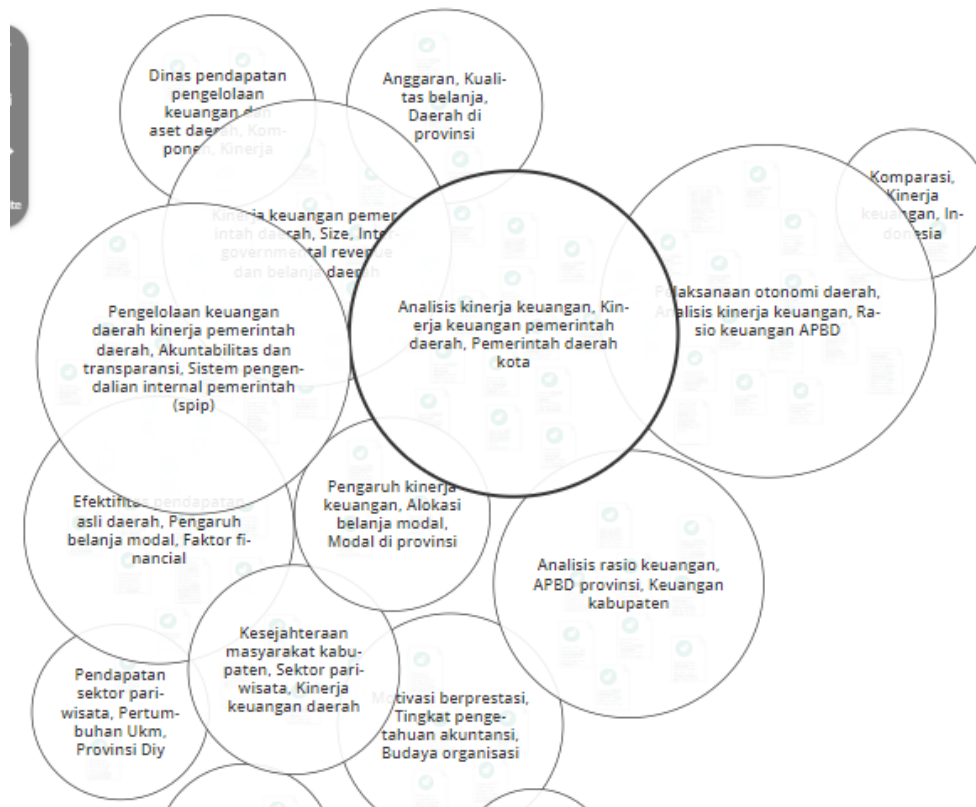 Dinas pendapatan
pengelolaan
keuangan dan
aset daerah, Kom-
ponen, Kinerja
Anggaran, Kuali-
tas belanja,
Daerah di
provinsi
Komparasi,
Kinerja
keuangan, In-
donesia
Kinerja keuangan pemer-
intah daerah, Size, Inter-
governmental revenue
dan belanja daerah
Pengelolaan keuangan
daerah kinerja pemerintah
daerah, Akuntabilitas dan
transparansi, Sistem pengen-
dalian internal pemerintah
(spip)
Analisis kinerja keuangan, Kin-
erja keuangan pemerintah
daerah, Pemerintah daerah
kota
Pelaksanaan otonomi daerah,
Analisis kinerja keuangan, Ra-
sio keuangan APBD
Efektifitas pendapatan
asli daerah, Pengaruh
belanja modal, Faktor fi-
nancial
Pengaruh kinerja
keuangan, Alokasi
belanja modal,
Modal di provinsi
Analisis rasio keuangan,
APBD provinsi, Keuangan
kabupaten
Kesejahteraan
masyarakat kabu-
paten, Sektor pari-
wisata, Kinerja
keuangan daerah
Pendapatan
sektor pari-
wisata, Pertum-
buhan Ukm,
Provinsi Diy
Motivasi berprestasi,
Tingkat penge-
tahuan akuntansi,
Budaya organisasi